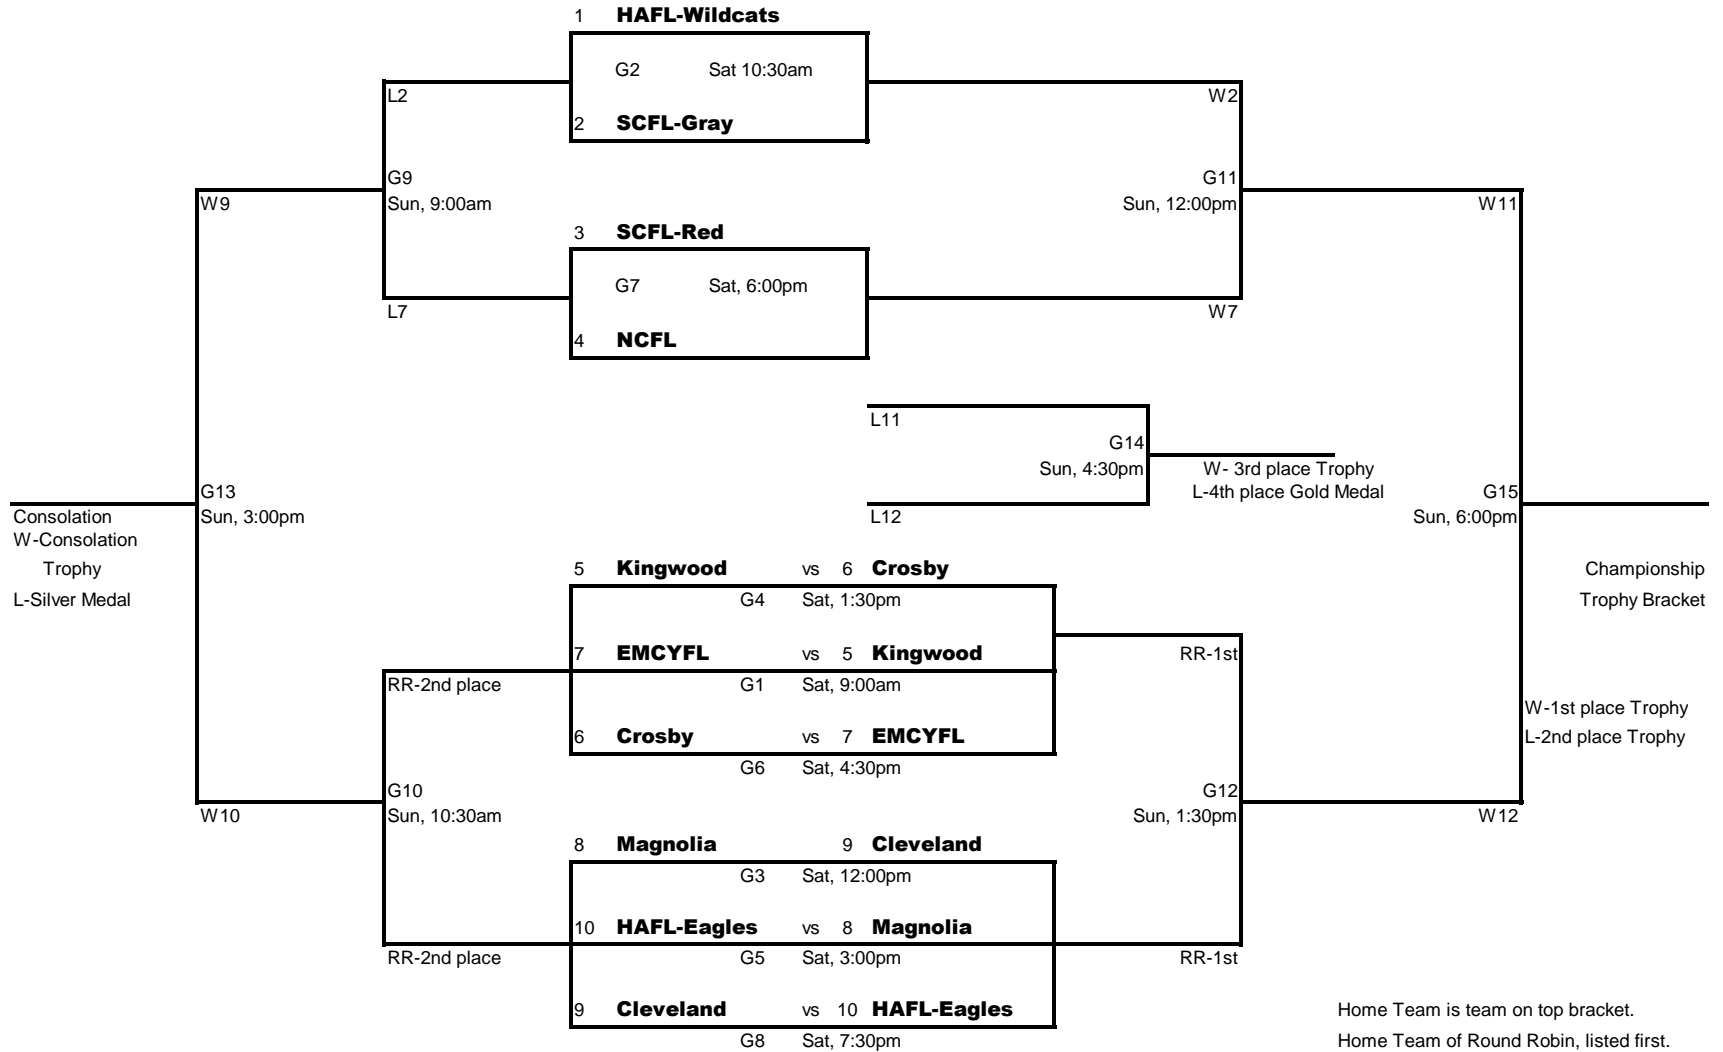 1 HAFL-Wildcats
G2 Sat 10:30am
L2 W2
2 SCFL-Gray
G9 G11
W9 Sun, 9:00am Sun, 12:00pm W11
3 SCFL-Red
G7 Sat, 6:00pm
L7 W7
4 NCFL
L11
G14
Sun, 4:30pm W- 3rd place Trophy
G13 L-4th place Gold Medal G15
Consolation Sun, 3:00pm L12 Sun, 6:00pm
W-Consolation
Trophy 5 Kingwood vs 6 Crosby Championship
L-Silver Medal G4 Sat, 1:30pm Trophy Bracket
7 EMCYFL vs 5 Kingwood RR-1st
RR-2nd place G1 Sat, 9:00am
W-1st place Trophy
6 Crosby vs 7 EMCYFL L-2nd place Trophy
G6 Sat, 4:30pm
G10 G12
W10 Sun, 10:30am Sun, 1:30pm W12
8 Magnolia 9 Cleveland
G3 Sat, 12:00pm
10 HAFL-Eagles vs 8 Magnolia
RR-2nd place G5 Sat, 3:00pm RR-1st
9 Cleveland vs 10 HAFL-Eagles Home Team is team on top bracket.
G8 Sat, 7:30pm Home Team of Round Robin, listed first.